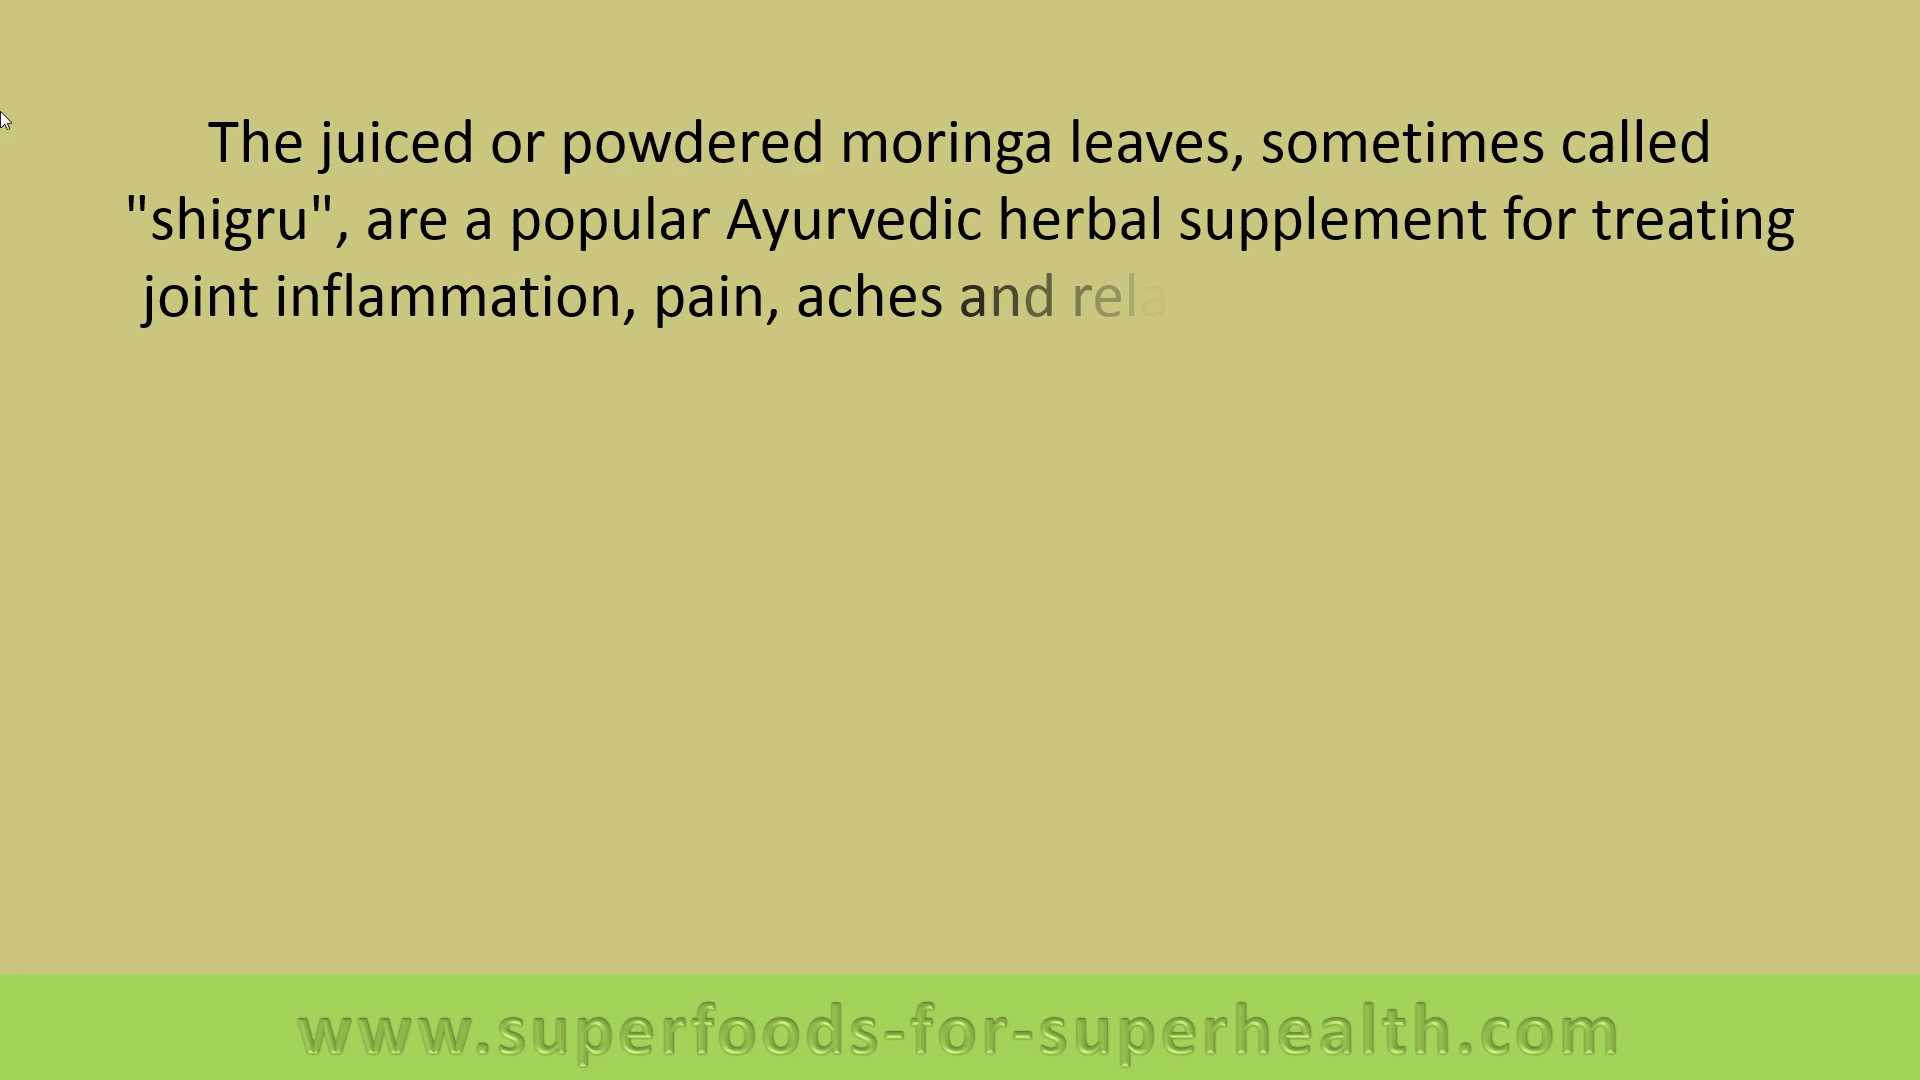 The juiced or powdered moringa leaves, sometimes called
"shigru", are a popular Ayurvedic herbal supplement for treating
joint inflammation, pain, aches and rela
www.superfoods-for-superhealth.com